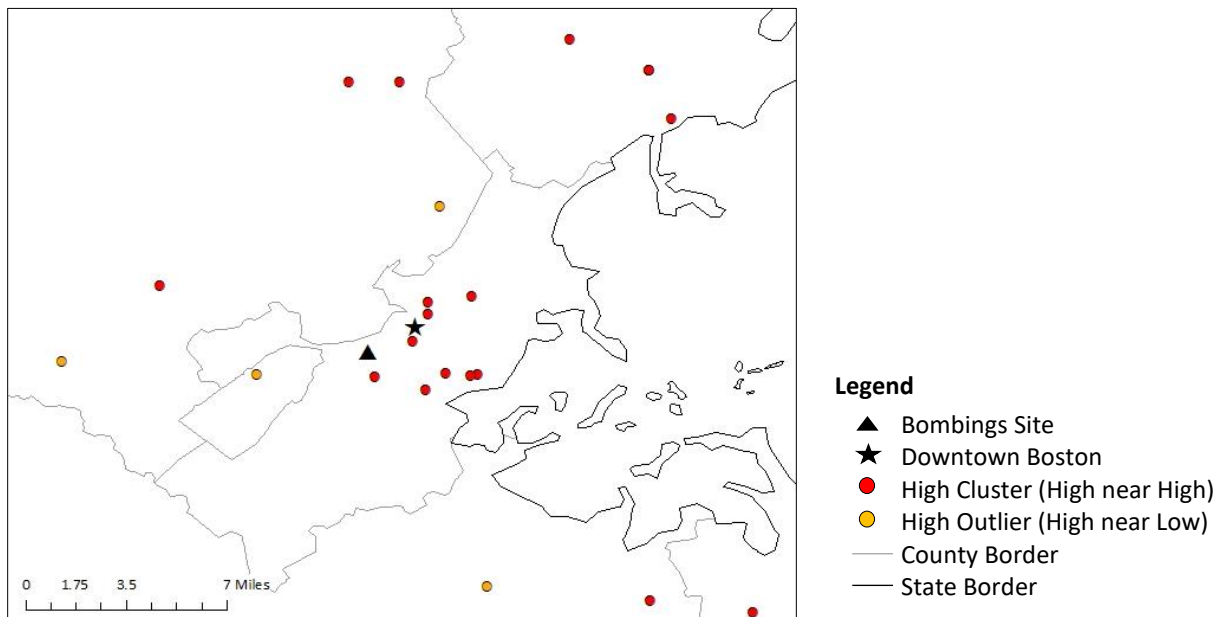 0 1.75 3.5 7 Miles
Legend
Bombings Site
Downtown Boston
High Cluster (High near High)
High Outlier (High near Low)
County Border
State Border